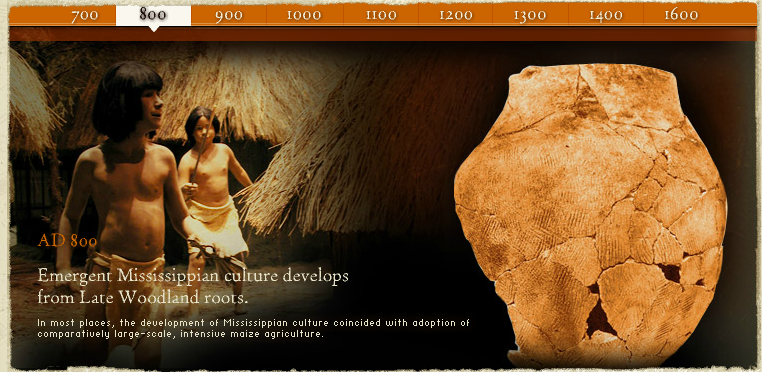 700 800 900 1000 1100 1200 1300 1400 1600
AD 800
Emergent Mississippian culture develops
from Late Woodland roots.
In most places, the development of Mississippian culture coincided with adoption of
comparatively large-scale, intensive maize agriculture.